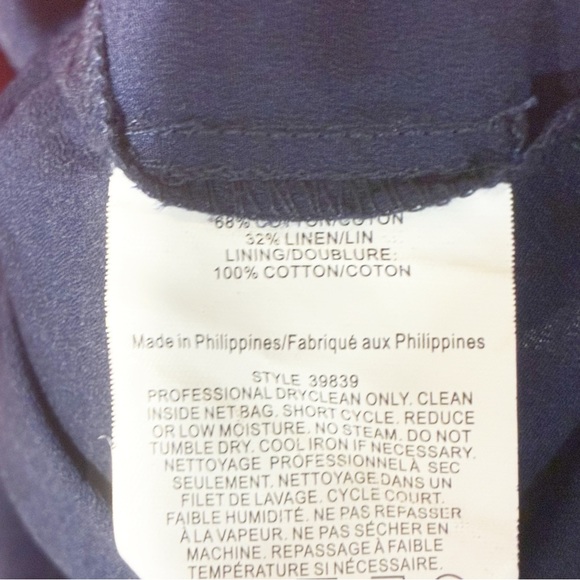 68% COTTON/COTON
32% LINEN/LIN
LINING/DOUBLURE:
100% COTTON/COTON
Made in Philippines/Fabriqué aux Philippines
STYLE 39839
PROFESSIONAL DRYCLEAN ONLY. CLEAN
INSIDE NET BAG. SHORT CYCLE. REDUCE
OR LOW MOISTURE. NO STEAM. DO NOT
TUMBLE DRY. COOL IRON IF NECESSARY.
NETTOYAGE PROFESSIONNEL À SEC
SEULEMENT. NETTOYAGE DANS UN
FILET DE LAVAGE. CYCLE COURT.
FAIBLE HUMIDITÉ. NE PAS REPASSER
À LA VAPEUR. NE PAS SÉCHER EN
MACHINE. REPASSAGE À FAIBLE
TEMPÉRATURE SI NÉCESSAIRE.